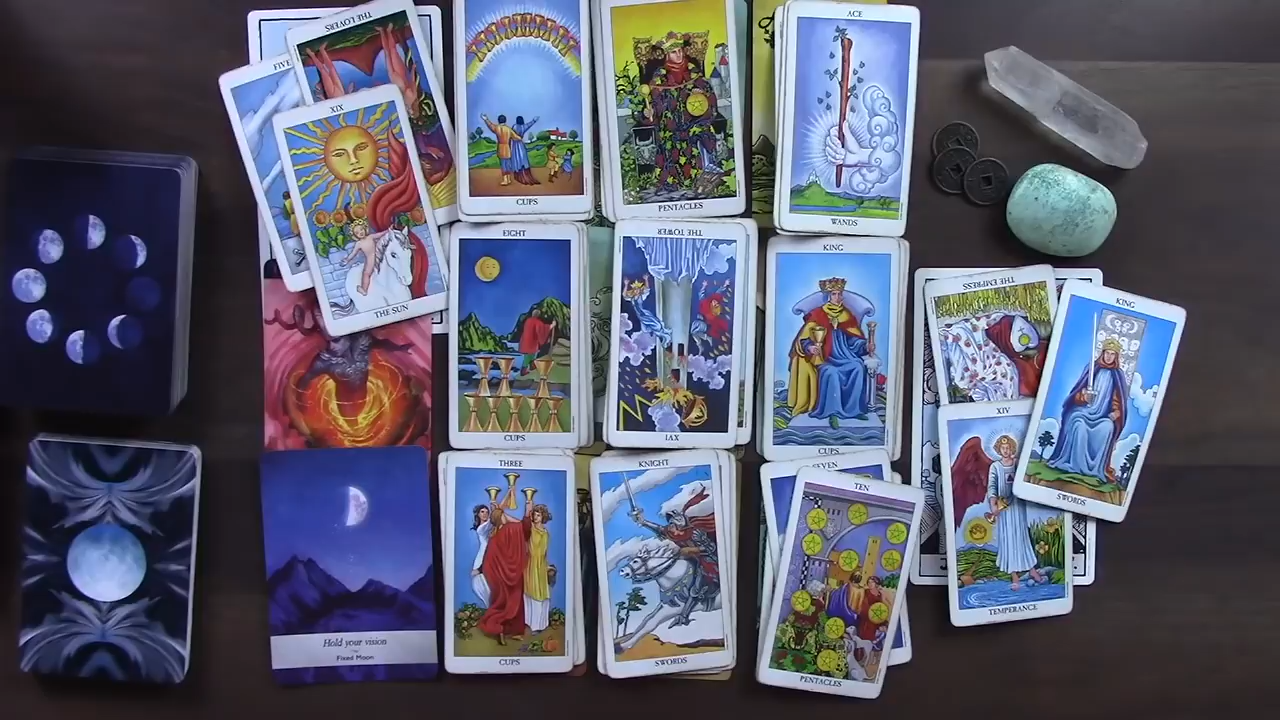 THE LOVERS
FIVE
XIX
THE SUN
CUPS
PENTACLES
ACE
WANDS
EIGHT
CUPS
THE TOWER
XVI
KING
CUPS
THE EMPRESS
KING
SWORDS
XIV
TEMPERANCE
THREE
CUPS
KNIGHT
SWORDS
SEVEN
TEN
PENTACLES
Hold your vision
Fixed Moon